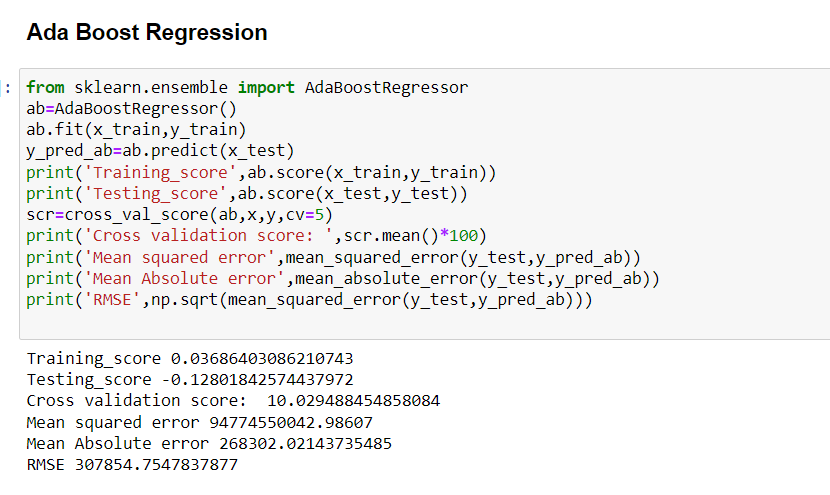 Ada Boost Regression
]: from sklearn.ensemble import AdaBoostRegressor
ab=AdaBoostRegressor()
ab.fit(x_train,y_train)
y_pred_ab=ab.predict(x_test)
print('Training_score',ab.score(x_train,y_train))
print('Testing_score',ab.score(x_test,y_test))
scr=cross_val_score(ab,x,y,cv=5)
print('Cross validation score: ',scr.mean()*100)
print('Mean squared error',mean_squared_error(y_test,y_pred_ab))
print('Mean Absolute error',mean_absolute_error(y_test,y_pred_ab))
print('RMSE',np.sqrt(mean_squared_error(y_test,y_pred_ab)))
Training_score 0.03686403086210743
Testing_score -0.12801842574437972
Cross validation score:  10.029488454858084
Mean squared error 94774550042.98607
Mean Absolute error 268302.02143735485
RMSE 307854.7547837877